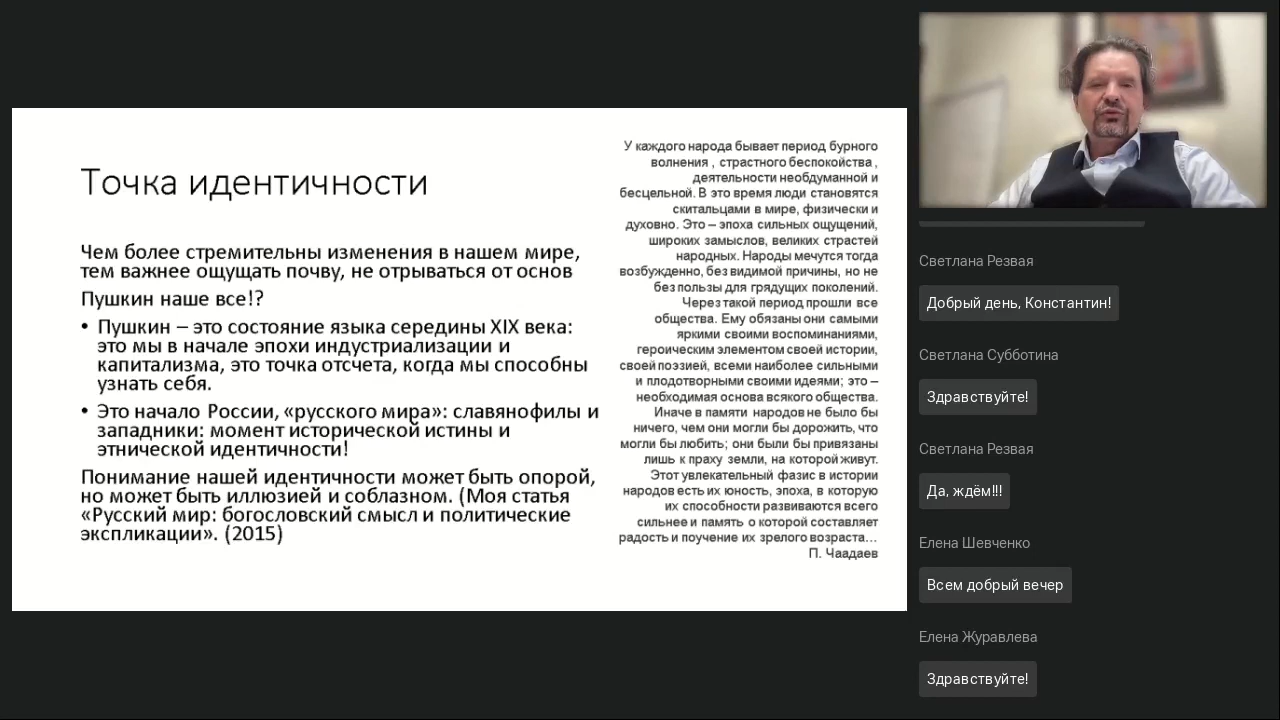 Точка идентичности
Чем более стремительны изменения в нашем мире,
тем важнее ощущать почву, не отрываться от основ
Пушкин наше все!?
• Пушкин – это состояние языка середины XIX века:
это мы в начале эпохи индустриализации и
капитализма, это точка отсчета, когда мы способны
узнать себя.
• Это начало России, «русского мира»: славянофилы и
западники: момент исторической истины и
этнической идентичности!
Понимание нашей идентичности может быть опорой,
но может быть иллюзией и соблазном. (Моя статья
«Русский мир: богословский смысл и политические
экспликации». (2015)
У каждого народа бывает период бурного
волнения , страстного беспокойства ,
деятельности необдуманной и
бесцельной. В это время люди становятся
скитальцами в мире, физически и
духовно. Это – эпоха сильных ощущений,
широких замыслов, великих страстей
народных. Народы мечутся тогда
возбужденно, без видимой причины, но не
без пользы для грядущих поколений.
Через такой период прошли все
общества. Ему обязаны они самыми
яркими своими воспоминаниями,
героическим элементом своей истории,
своей поэзией, всеми наиболее сильными
и плодотворными своими идеями; это –
необходимая основа всякого общества.
Иначе в памяти народов не было бы
ничего, чем они могли бы дорожить, что
могли бы любить; они были бы привязаны
лишь к праху земли, на которой живут.
Этот увлекательный фазис в истории
народов есть их юность, эпоха, в которую
их способности развиваются всего
сильнее и память о которой составляет
радость и поучение их зрелого возраста...
П. Чаадаев
Светлана Резвая
Добрый день, Константин!
Светлана Субботина
Здравствуйте!
Светлана Резвая
Да, ждём!!!
Елена Шевченко
Всем добрый вечер
Елена Журавлева
Здравствуйте!